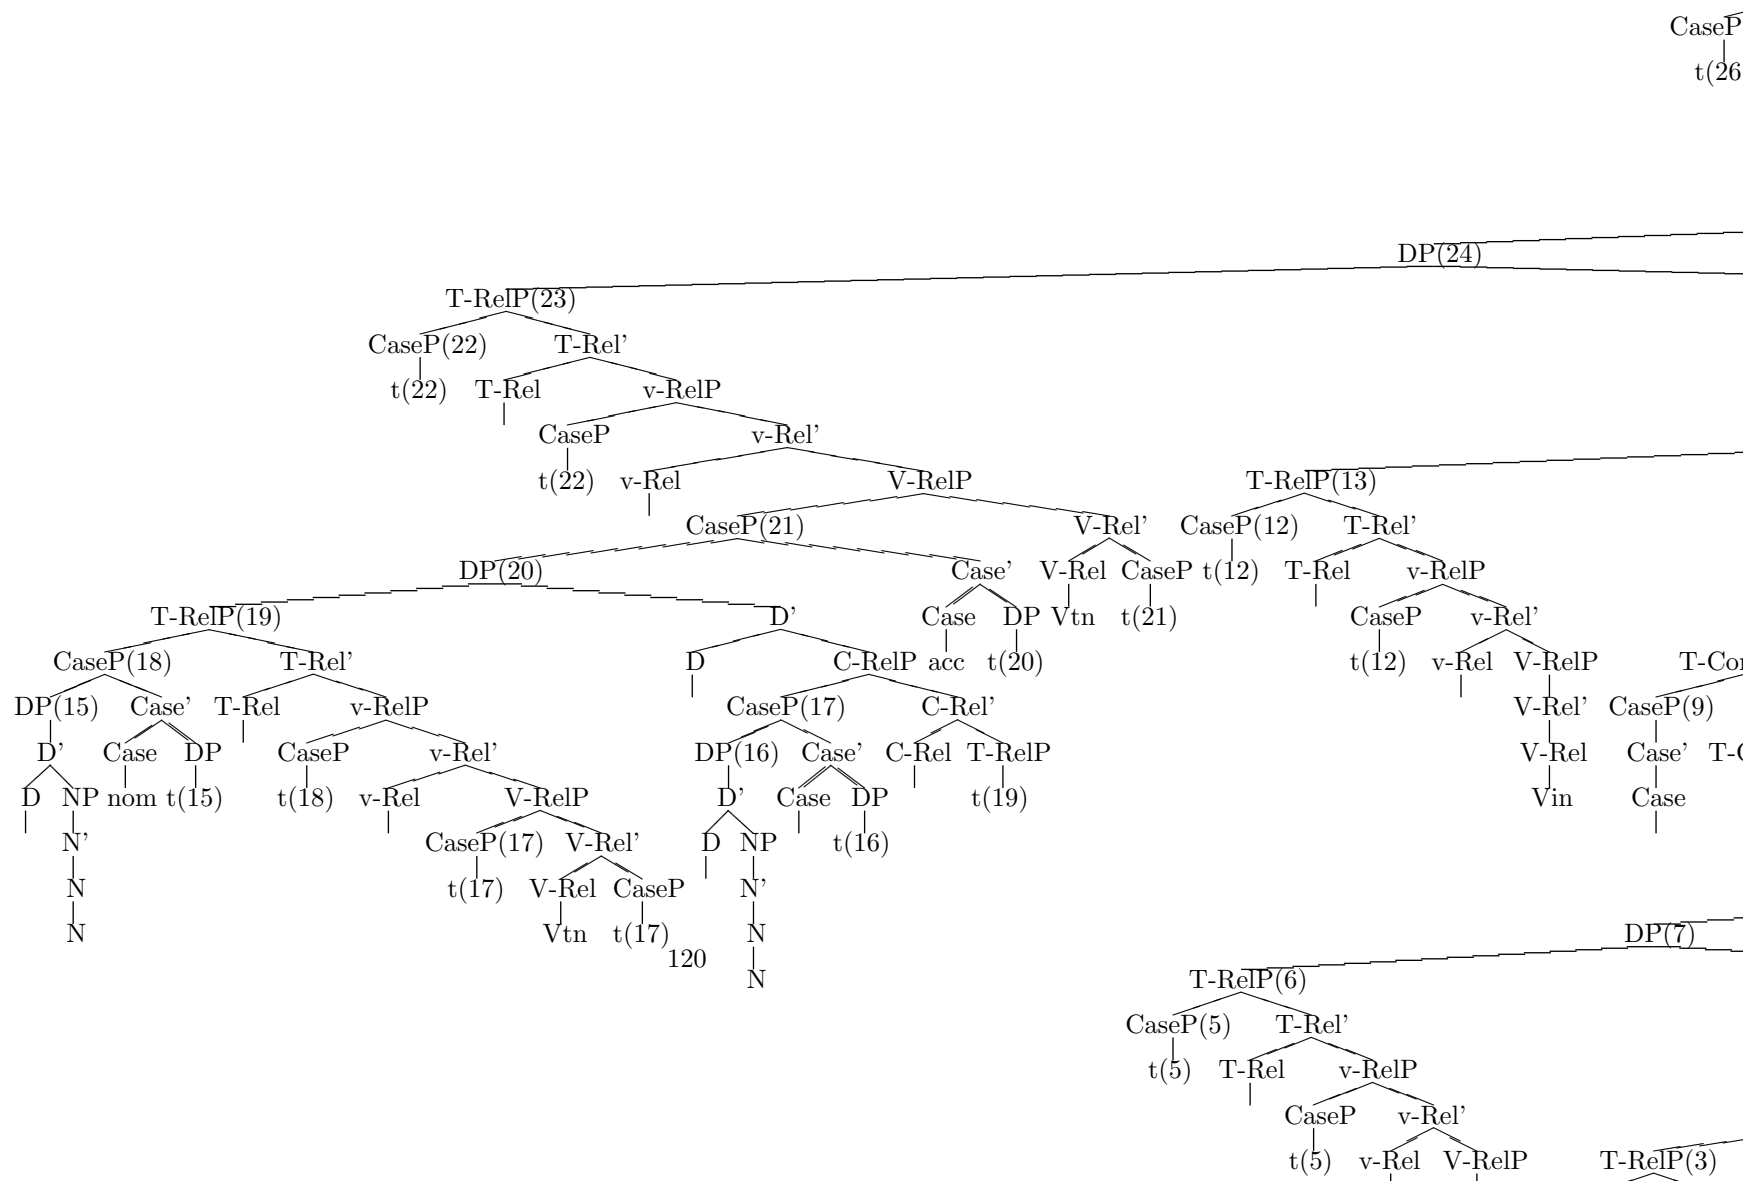 CaseP
t(26
DP(24)
T-RelP(23)
CaseP(22) T-Rel'
t(22) T-Rel v-RelP
CaseP v-Rel'
t(22) v-Rel V-RelP T-RelP(13)
CaseP(21) V-Rel' CaseP(12) T-Rel'
DP(20) Case' V-Rel CaseP t(12) T-Rel v-RelP
T-RelP(19) D' Case DP Vtn t(21) CaseP v-Rel'
CaseP(18) T-Rel' D C-RelP acc t(20) t(12) v-Rel V-RelP T-Co
DP(15) Case' T-Rel v-RelP CaseP(17) C-Rel' V-Rel' CaseP(9)
D' Case DP CaseP v-Rel' DP(16) Case' C-Rel T-RelP V-Rel Case' T-
D NP nom t(15) t(18) v-Rel V-RelP D' Case DP t(19) Vin Case
N' CaseP(17) V-Rel' D NP t(16)
N t(17) V-Rel CaseP N'
N Vtn t(17) N DP(7)
120
N T-RelP(6)
CaseP(5) T-Rel'
t(5) T-Rel v-RelP
CaseP v-Rel'
t(5) v-Rel V-RelP T-RelP(3)